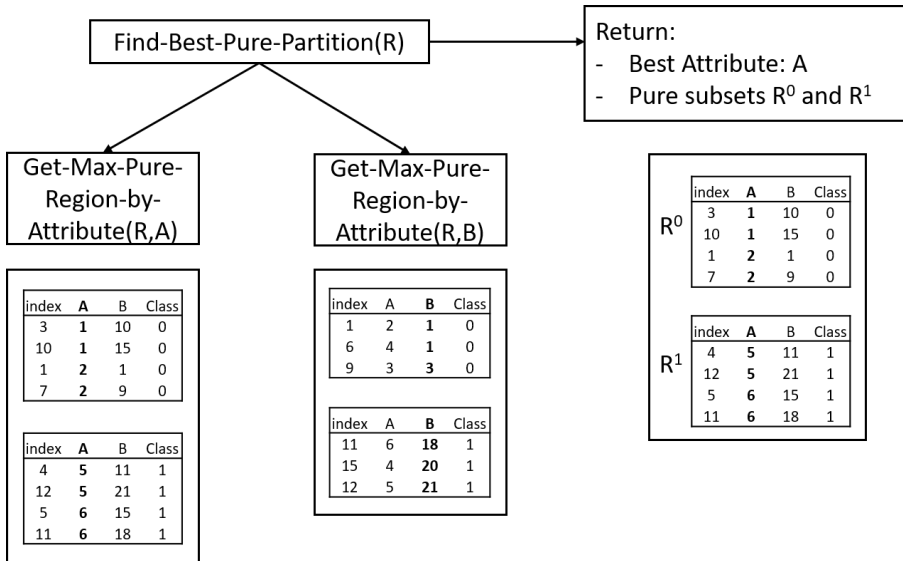 Find-Best-Pure-Partition(R)
Return:
- Best Attribute: A
- Pure subsets R⁰ and R¹
Get-Max-Pure-
Region-by-
Attribute(R,A)
index A B Class
3 1 10 0
10 1 15 0
1 2 1 0
7 2 9 0
index A B Class
4 5 11 1
12 5 21 1
5 6 15 1
11 6 18 1
Get-Max-Pure-
Region-by-
Attribute(R,B)
index A B Class
1 2 1 0
6 4 1 0
9 3 3 0
index A B Class
11 6 18 1
15 4 20 1
12 5 21 1
R⁰
index A B Class
3 1 10 0
10 1 15 0
1 2 1 0
7 2 9 0
R¹
index A B Class
4 5 11 1
12 5 21 1
5 6 15 1
11 6 18 1